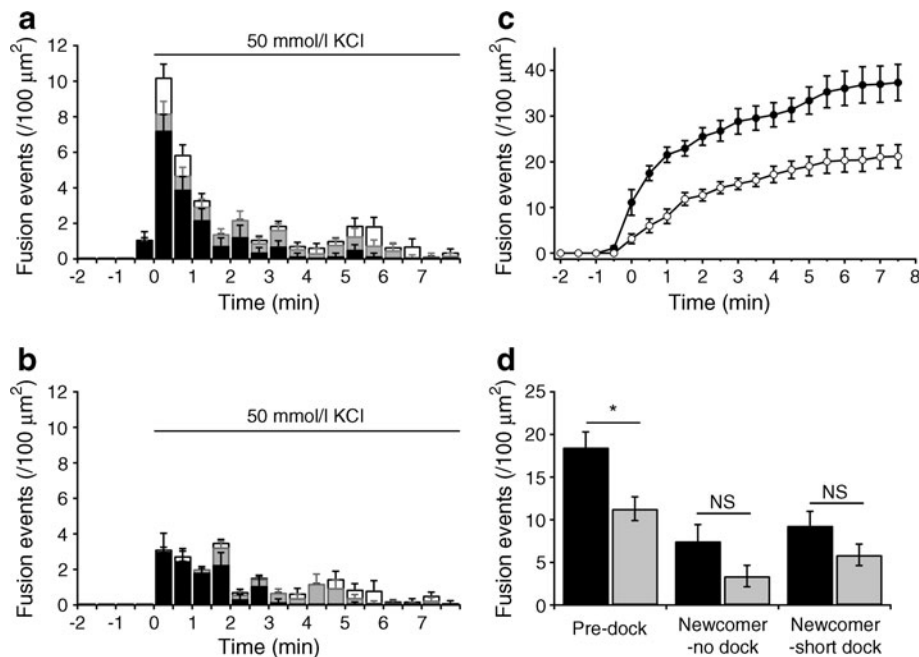 a
50 mmol/l KCl
Fusion events (/100 µm²)
12
10
8
6
4
2
0
-2 -1 0 1 2 3 4 5 6 7
Time (min)
b
50 mmol/l KCl
Fusion events (/100 µm²)
12
10
8
6
4
2
0
-2 -1 0 1 2 3 4 5 6 7
Time (min)
c
Fusion events (/100 µm²)
40
30
20
10
0
-2 -1 0 1 2 3 4 5 6 7 8
Time (min)
d
Fusion events (/100 µm²)
25
20
15
10
5
0
*
NS
NS
Pre-dock
Newcomer
-no dock
Newcomer
-short dock